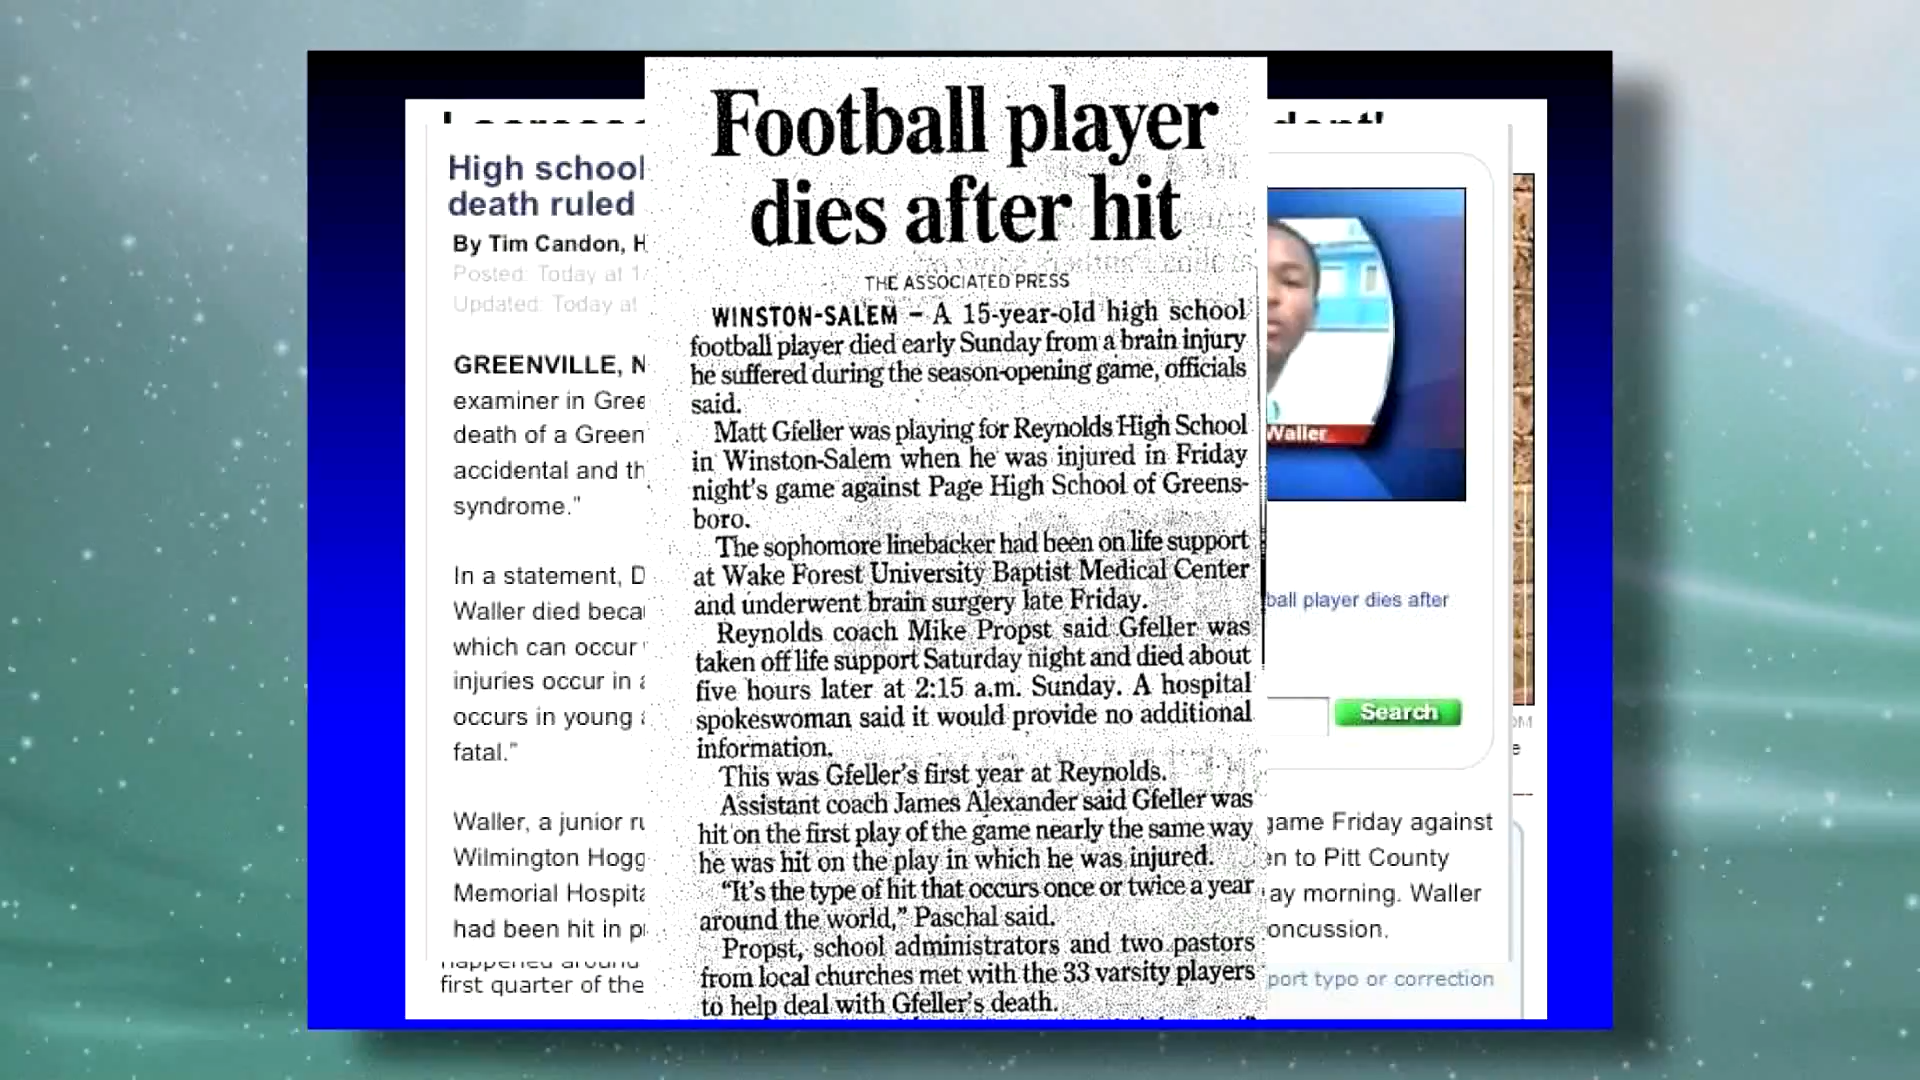 Football player
dies after hit
THE ASSOCIATED PRESS
WINSTON-SALEM – A 15-year-old high school
football player died early Sunday from a brain injury
he suffered during the season-opening game, officials
said.
Matt Gfeller was playing for Reynolds High School
in Winston-Salem when he was injured in Friday
night's game against Page High School of Greens-
boro.
The sophomore linebacker had been on life support
at Wake Forest University Baptist Medical Center
and underwent brain surgery late Friday.
Reynolds coach Mike Propst said Gfeller was
taken off life support Saturday night and died about
five hours later at 2:15 a.m. Sunday. A hospital
spokeswoman said it would provide no additional
information.
This was Gfeller's first year at Reynolds.
Assistant coach James Alexander said Gfeller was
hit on the first play of the game nearly the same way
he was hit on the play in which he was injured.
“It's the type of hit that occurs once or twice a year
around the world,” Paschal said.
Propst, school administrators and two pastors
from local churches met with the 33 varsity players
to help deal with Gfeller's death.
High school
death ruled
By Tim Candon, H
Posted: Today at 1
Updated: Today at
GREENVILLE, N
examiner in Gree
death of a Green
accidental and th
syndrome."
In a statement, D
Waller died beca
which can occur
injuries occur in a
occurs in young a
fatal."
Waller, a junior ru
Wilmington Hogg
Memorial Hospita
had been hit in p
happened around
first quarter of the
Waller
ball player dies after
Search
game Friday against
en to Pitt County
ay morning. Waller
oncussion.
port typo or correction